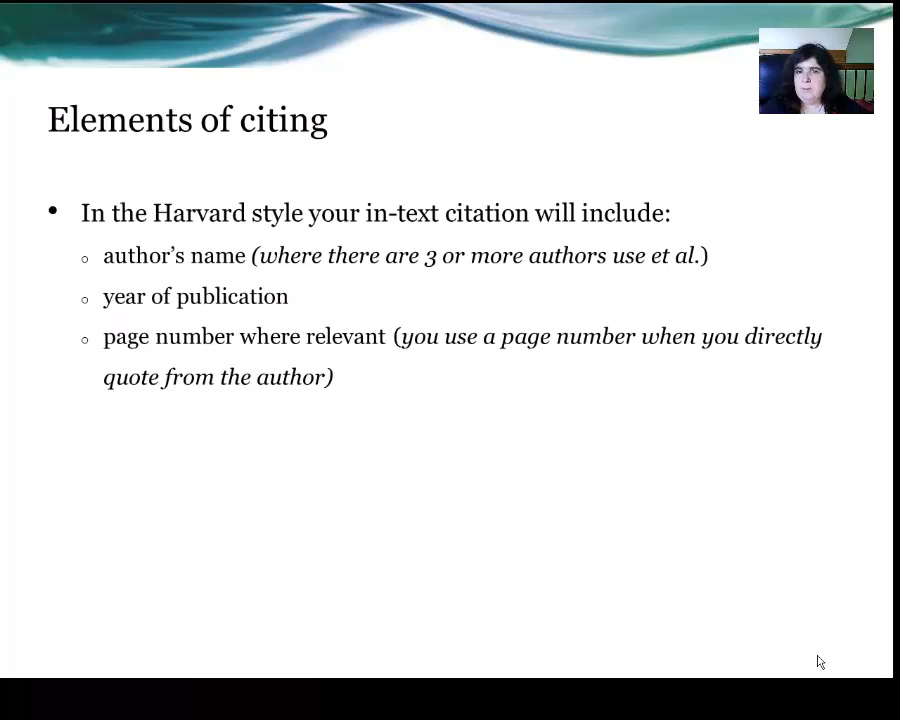 Elements of citing
• In the Harvard style your in-text citation will include:
○ author’s name (where there are 3 or more authors use et al.)
○ year of publication
○ page number where relevant (you use a page number when you directly
quote from the author)